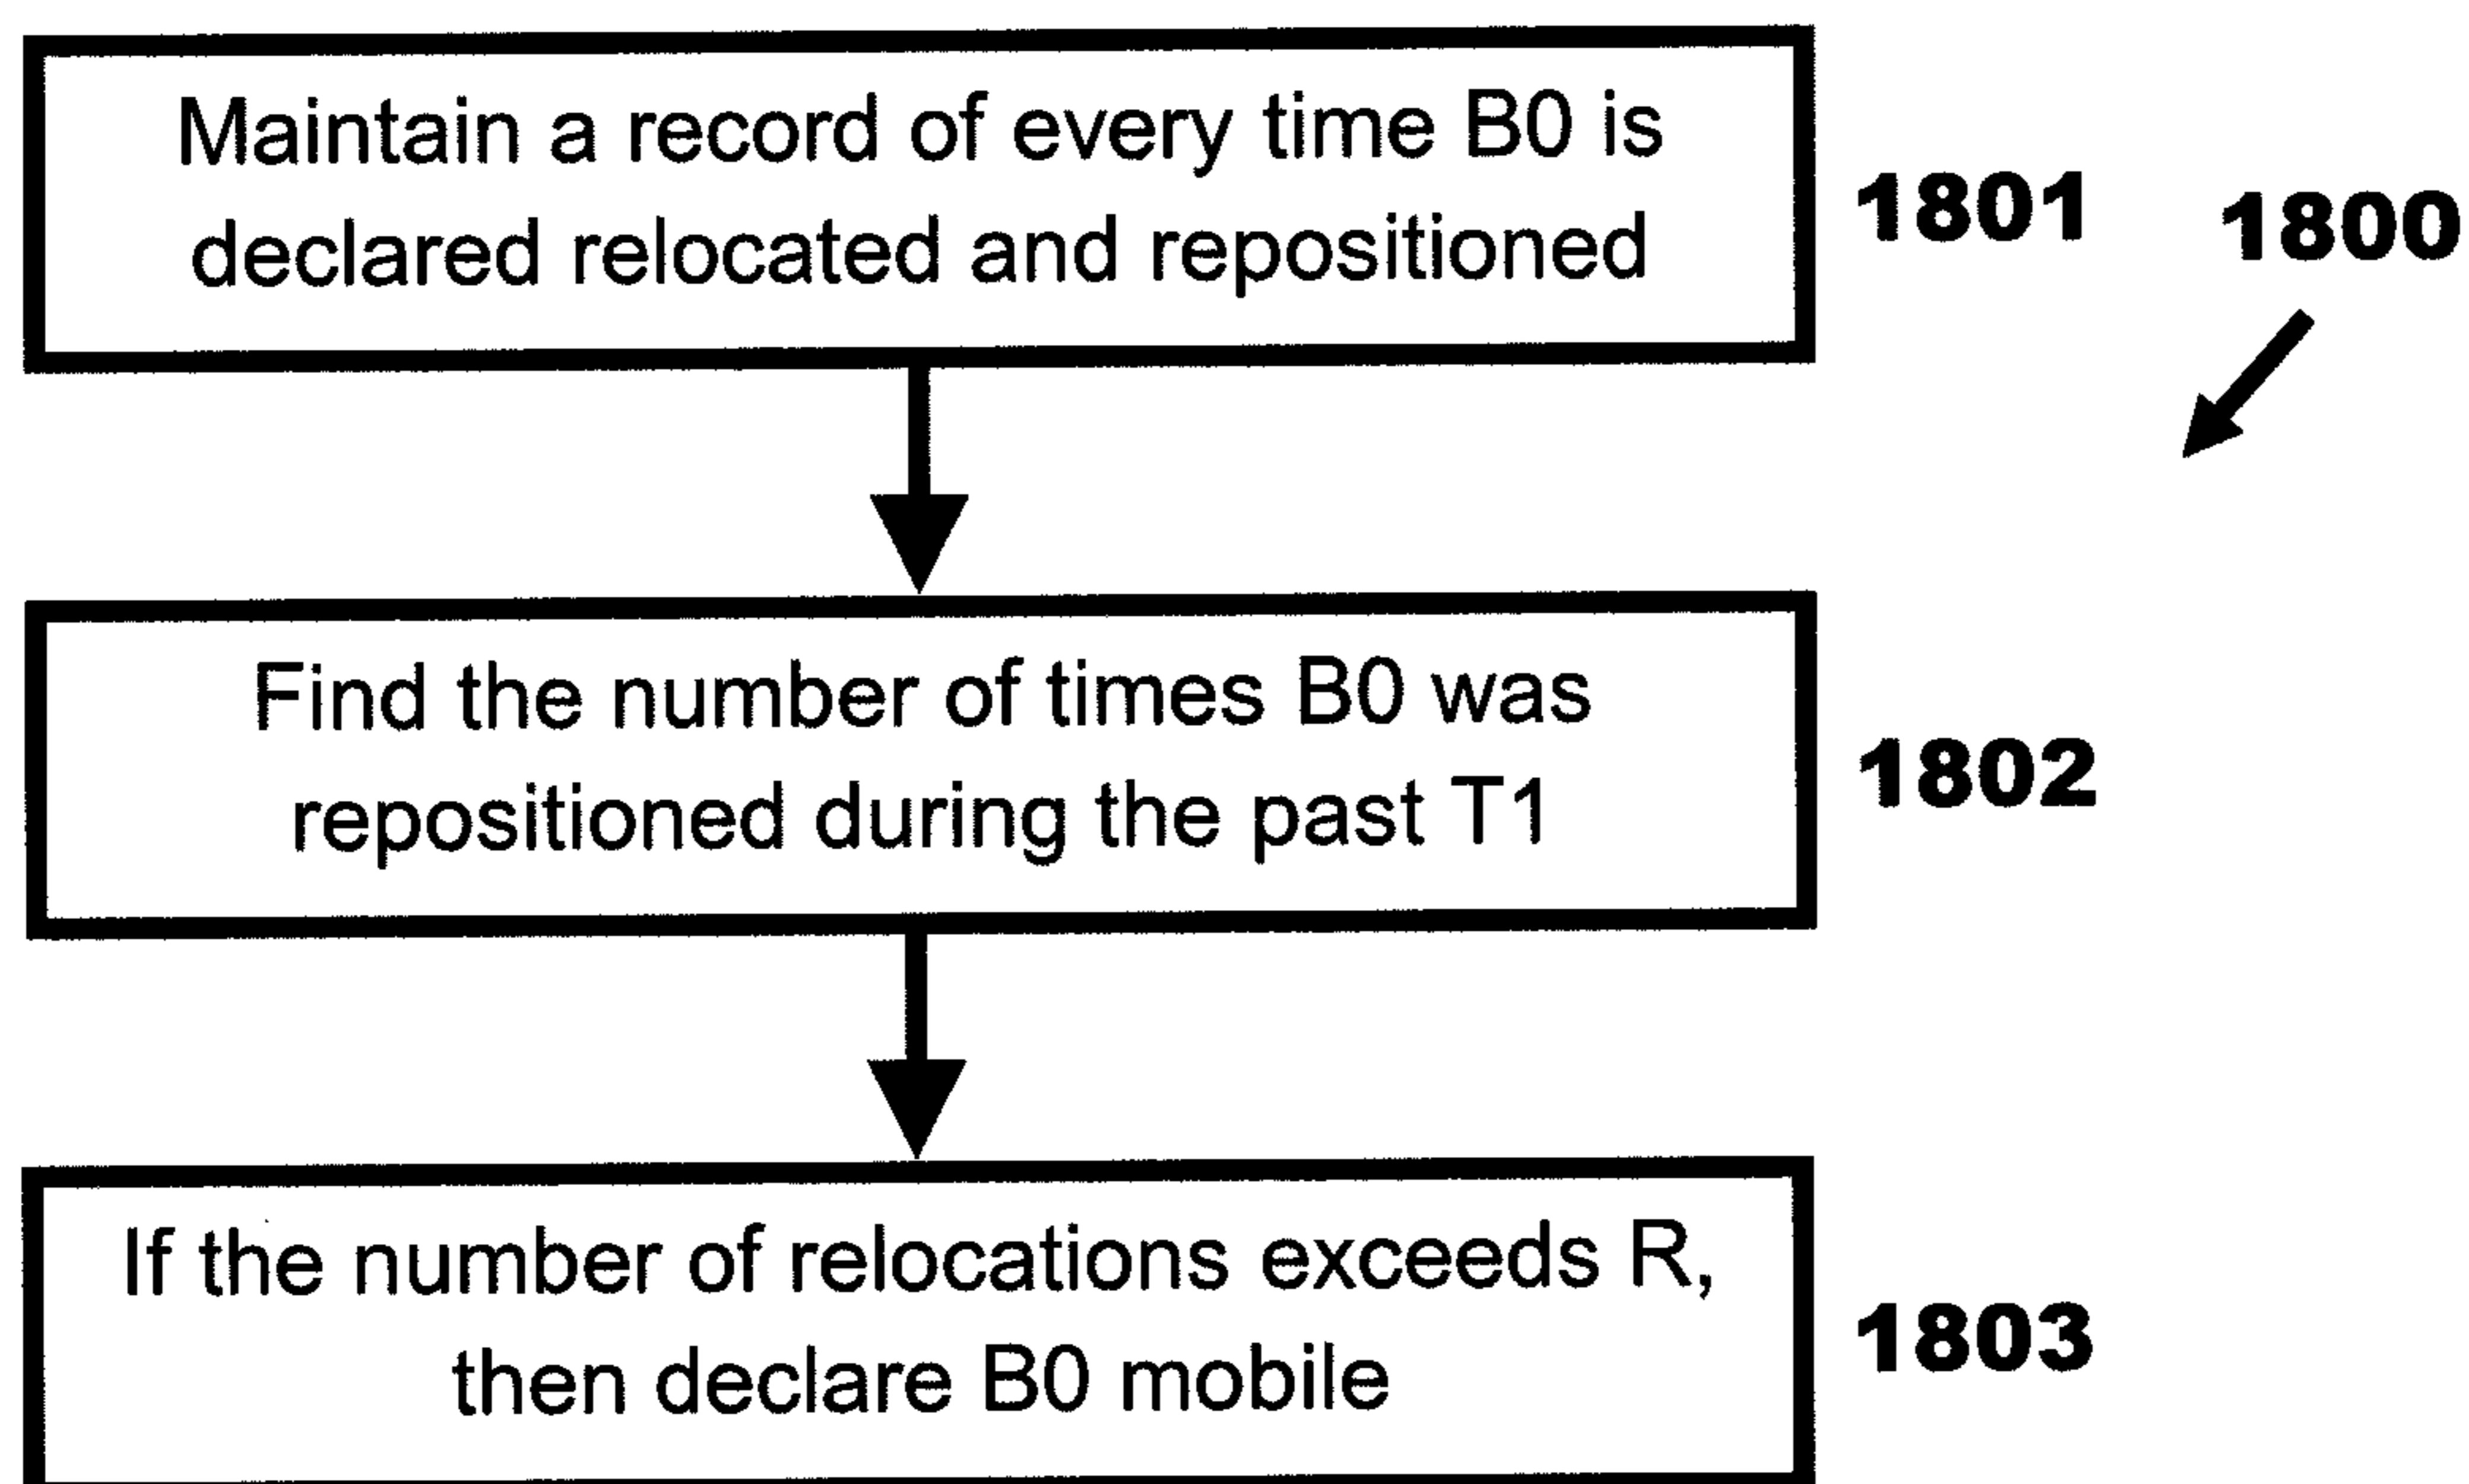 Maintain a record of every time B0 is
declared relocated and repositioned
1801
1800
Find the number of times B0 was
repositioned during the past T1
1802
If the number of relocations exceeds R,
then declare B0 mobile
1803